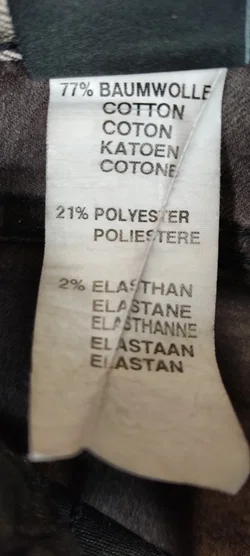 77% BAUMWOLLE
COTTON
COTON
KATOEN
COTONE
21% POLYESTER
POLIESTERE
2% ELASTHAN
ELASTANE
ELASTHANNE
ELASTAAN
ELASTAN